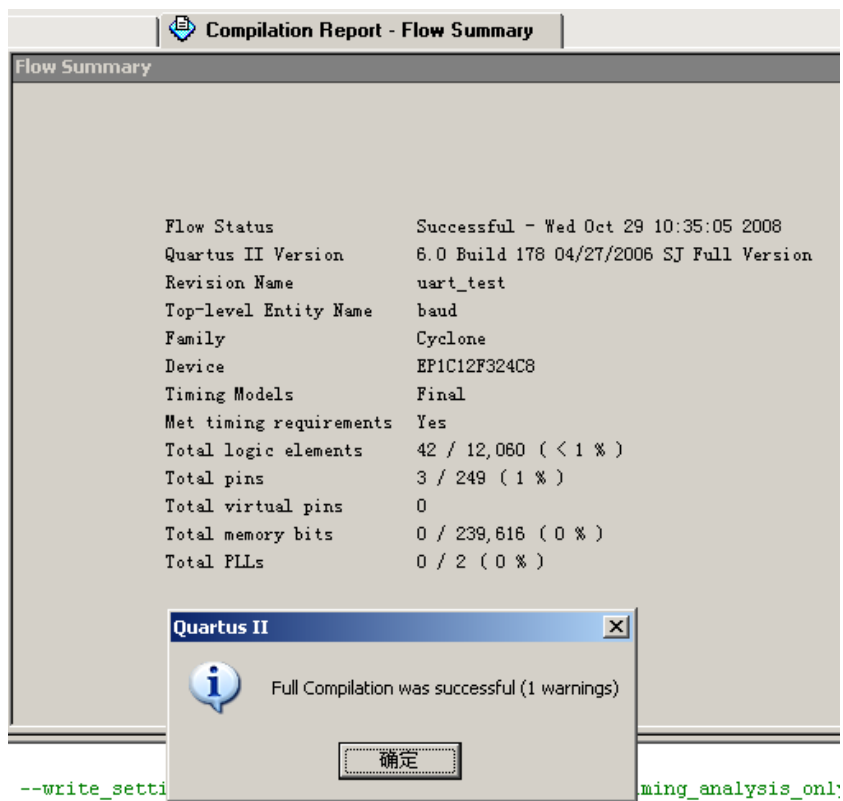 Compilation Report - Flow Summary
Flow Summary
Flow Status Successful - Wed Oct 29 10:35:05 2008
Quartus II Version 6.0 Build 178 04/27/2006 SJ Full Version
Revision Name uart_test
Top-level Entity Name baud
Family Cyclone
Device EP1C12F324C8
Timing Models Final
Met timing requirements Yes
Total logic elements 42 / 12,060 ( < 1 % )
Total pins 3 / 249 ( 1 % )
Total virtual pins 0
Total memory bits 0 / 239,616 ( 0 % )
Total PLLs 0 / 2 ( 0 % )
Quartus II
Full Compilation was successful (1 warnings)
确定
--write_setti ming_analysis_only